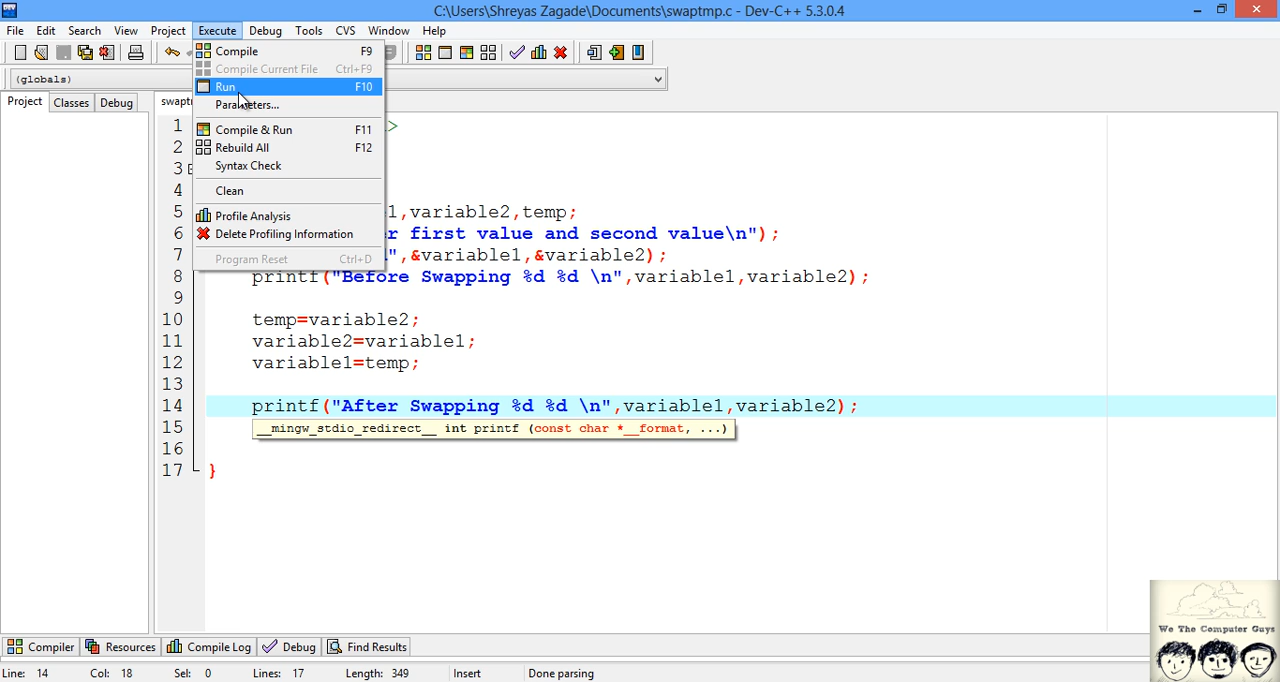 C:\Users\Shreyas Zagade\Documents\swaptmp.c - Dev-C++ 5.3.0.4
File Edit Search View Project Execute Debug Tools CVS Window Help
Compile F9
Compile Current File Ctrl+F9
Run F10
Parameters...
Compile & Run F11
Rebuild All F12
Syntax Check
Clean
Profile Analysis
Delete Profiling Information
Program Reset Ctrl+D
(globals)
Project Classes Debug
1 >
2
3
4
5 1,variable2,temp;
6 r first value and second value\n");
7 ",&variable1,&variable2);
8 printf("Before Swapping %d %d \n",variable1,variable2);
9
10 temp=variable2;
11 variable2=variable1;
12 variable1=temp;
13
14 printf("After Swapping %d %d \n",variable1,variable2);
15 __mingw_stdio_redirect__ int printf (const char *__format, ...)
16
17 }
We The Computer Guys
Compiler Resources Compile Log Debug Find Results
Line: 14 Col: 18 Sel: 0 Lines: 17 Length: 349 Insert Done parsing